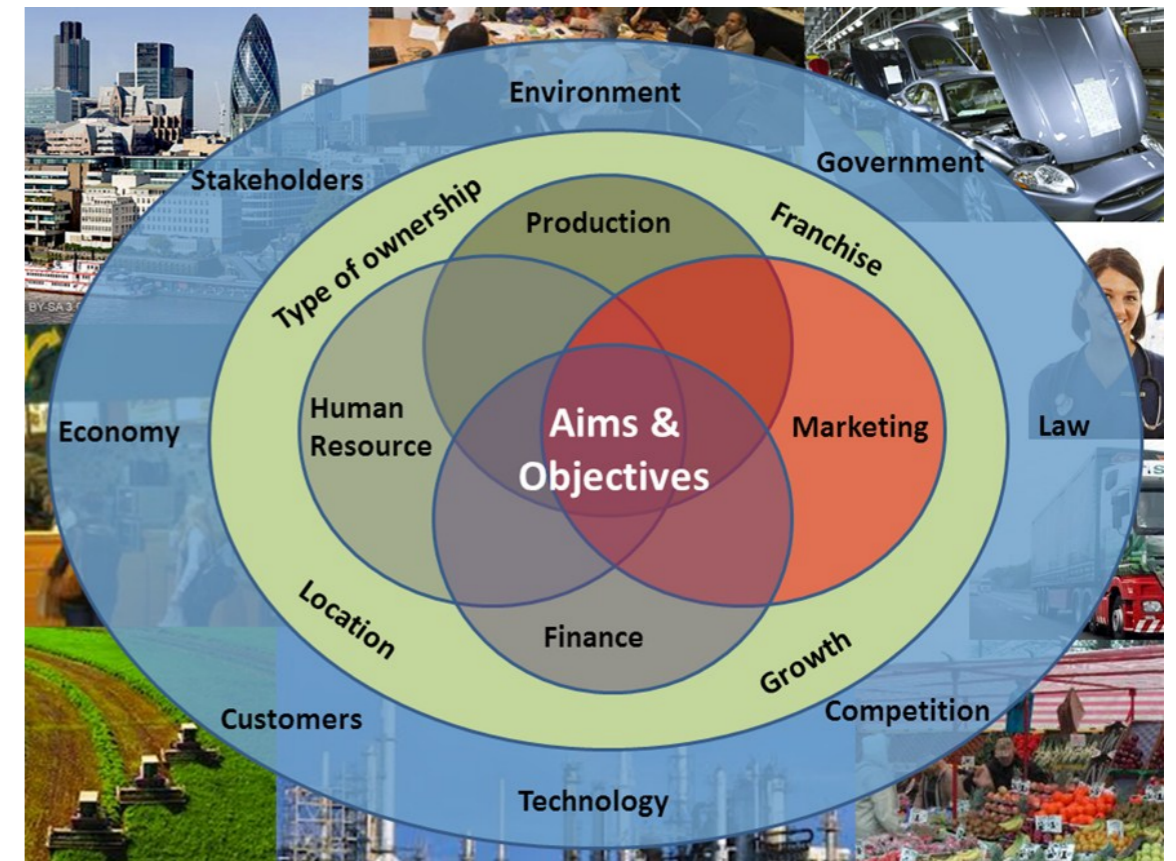 Environment
Government
Stakeholders
Type of ownership
Production
Franchise
BY-SA 3.
Human
Resource
Aims &
Objectives
Marketing
Economy
Law
Location
Finance
Growth
Customers
Competition
Technology